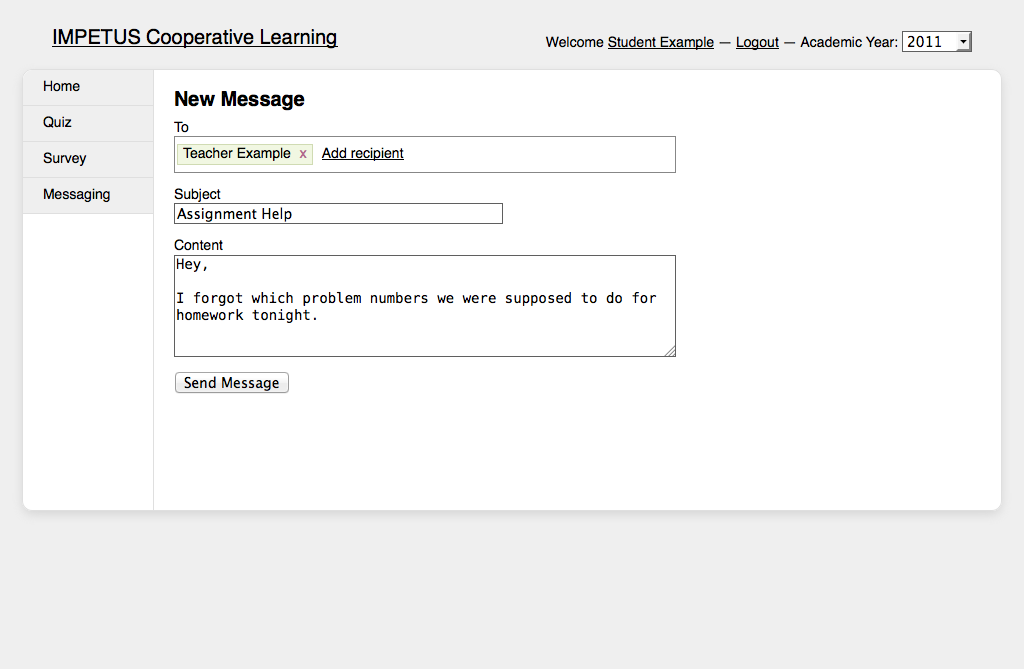 IMPETUS Cooperative Learning
Welcome Student Example — Logout — Academic Year: 2011
Home
Quiz
Survey
Messaging
New Message
To
Teacher Example x Add recipient
Subject
Assignment Help
Content
Hey,
I forgot which problem numbers we were supposed to do for
homework tonight.
Send Message